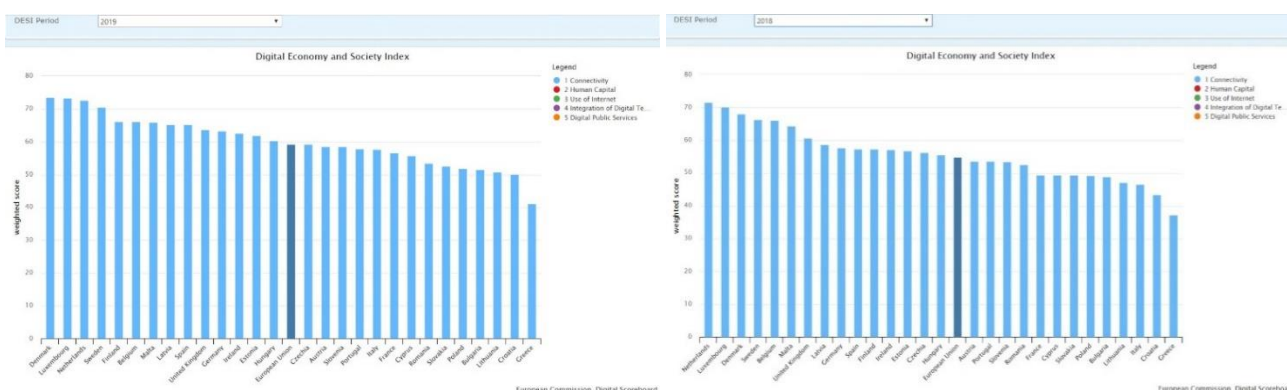 DESI Period 2019
Digital Economy and Society Index
Legend
1 Connectivity
2 Human Capital
3 Use of Internet
4 Integration of Digital Te...
5 Digital Public Services
weighted score
80
70
60
50
40
30
20
10
0
Denmark
Luxembourg
Netherlands
Sweden
Finland
Belgium
Malta
Latvia
Spain
United Kingdom
Germany
Ireland
Estonia
Hungary
European Union
Czechia
Austria
Slovenia
Portugal
Italy
France
Cyprus
Romania
Slovakia
Poland
Bulgaria
Lithuania
Croatia
Greece
European Commission, Digital Scoreboard
DESI Period 2018
Digital Economy and Society Index
Legend
1 Connectivity
2 Human Capital
3 Use of Internet
4 Integration of Digital Te...
5 Digital Public Services
weighted score
80
70
60
50
40
30
20
10
0
Netherlands
Luxembourg
Denmark
Sweden
Belgium
Malta
United Kingdom
Latvia
Germany
Spain
Finland
Ireland
Estonia
Czechia
Hungary
European Union
Austria
Portugal
Slovenia
Romania
France
Cyprus
Slovakia
Poland
Bulgaria
Lithuania
Italy
Croatia
Greece
European Commission, Digital Scoreboard